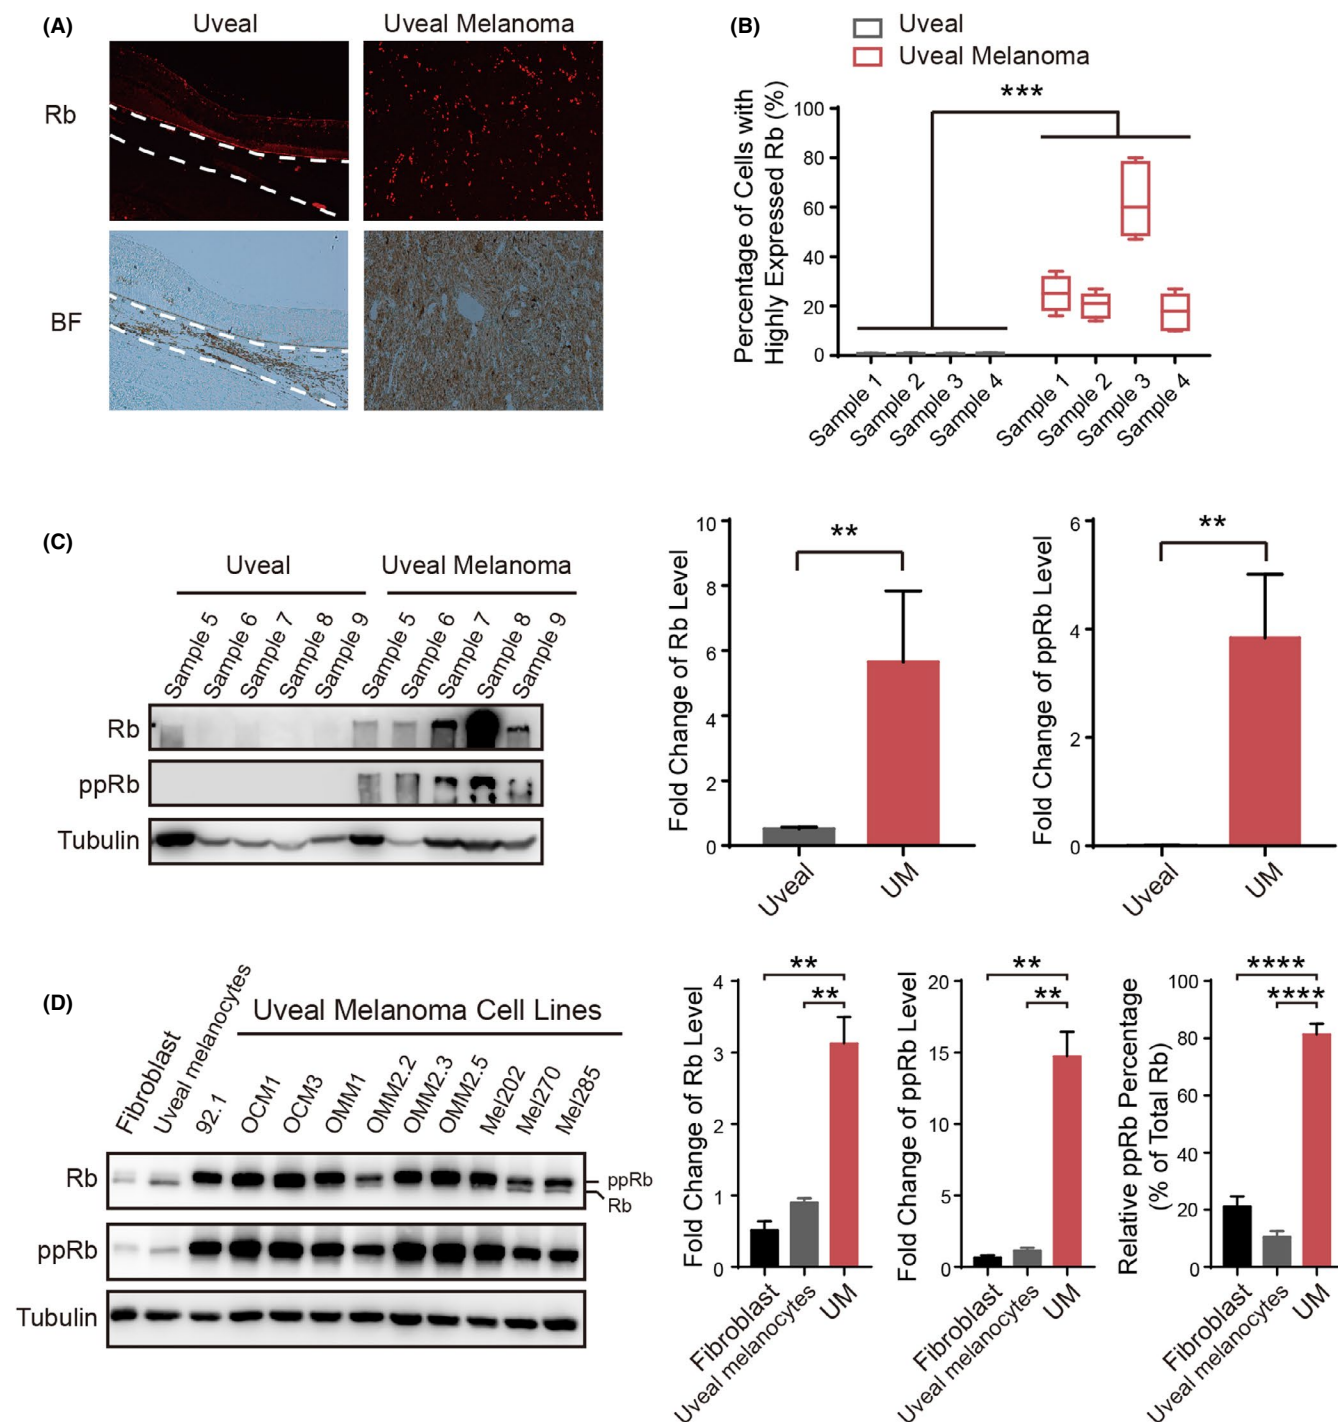 (A)
Uveal
Uveal Melanoma
Rb
BF
(B)
Uveal
Uveal Melanoma
Percentage of Cells with
Highly Expressed Rb (%)
100
80
60
40
20
0
***
Sample 1
Sample 2
Sample 3
Sample 4
Sample 1
Sample 2
Sample 3
Sample 4
(C)
Uveal
Uveal Melanoma
Sample 5
Sample 6
Sample 7
Sample 8
Sample 9
Sample 5
Sample 6
Sample 7
Sample 8
Sample 9
Rb
ppRb
Tubulin
Fold Change of Rb Level
10
8
6
4
2
0
**
Uveal
UM
Fold Change of ppRb Level
6
4
2
0
**
Uveal
UM
(D)
Uveal Melanoma Cell Lines
Fibroblast
Uveal melanocytes
92.1
OCM1
OCM3
OMM1
OMM2.2
OMM2.3
OMM2.5
Mel202
Mel270
Mel285
Rb
ppRb
Rb
ppRb
Tubulin
Fold Change of Rb Level
4
3
2
1
0
**
**
Fibroblast
Uveal melanocytes
UM
Fold Change of ppRb Level
20
15
10
5
0
**
**
Fibroblast
Uveal melanocytes
UM
Relative ppRb Percentage
(% of Total Rb)
100
80
60
40
20
0
****
****
Fibroblast
Uveal melanocytes
UM